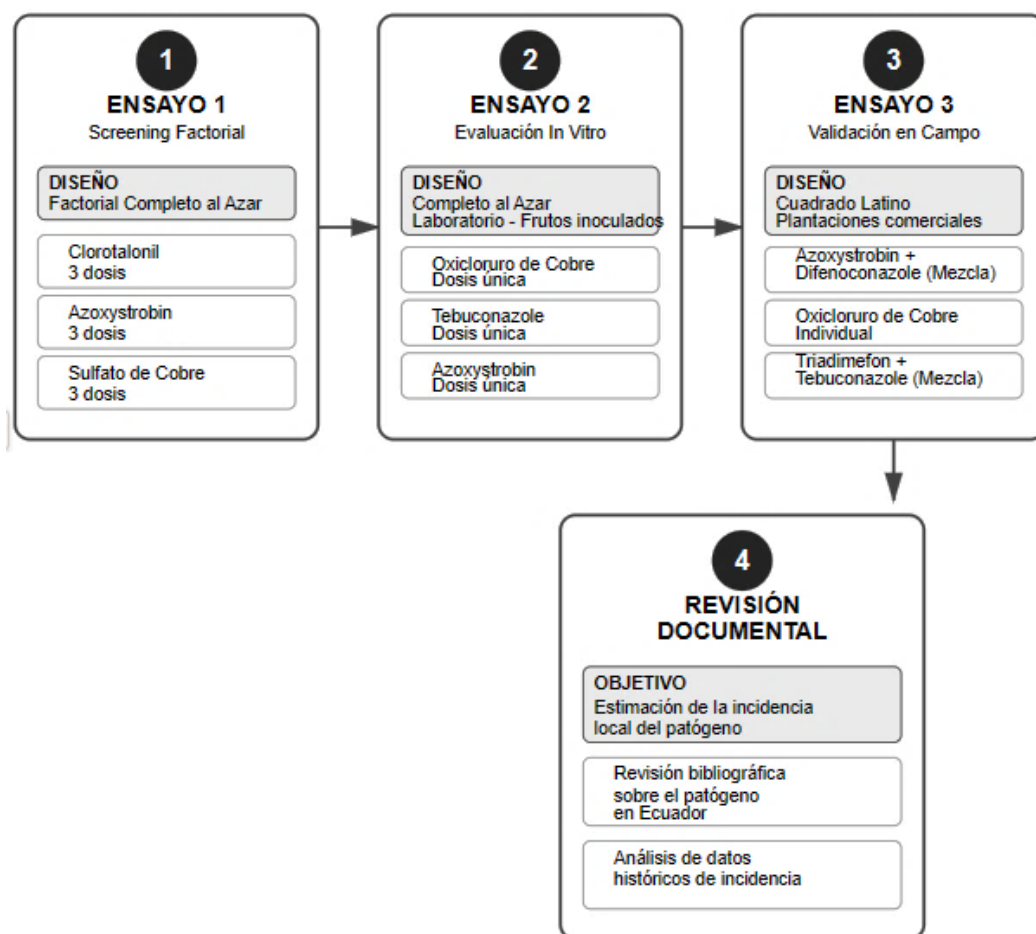 1
ENSAYO 1
Screening Factorial
DISEÑO
Factorial Completo al Azar
Clorotalonil
3 dosis
Azoxystrobin
3 dosis
Sulfato de Cobre
3 dosis
2
ENSAYO 2
Evaluación In Vitro
DISEÑO
Completo al Azar
Laboratorio - Frutos inoculados
Oxicloruro de Cobre
Dosis única
Tebuconazole
Dosis única
Azoxystrobin
Dosis única
3
ENSAYO 3
Validación en Campo
DISEÑO
Cuadrado Latino
Plantaciones comerciales
Azoxystrobin +
Difenoconazole (Mezcla)
Oxicloruro de Cobre
Individual
Triadimefon +
Tebuconazole (Mezcla)
4
REVISIÓN
DOCUMENTAL
OBJETIVO
Estimación de la incidencia
local del patógeno
Revisión bibliográfica
sobre el patógeno
en Ecuador
Análisis de datos
históricos de incidencia